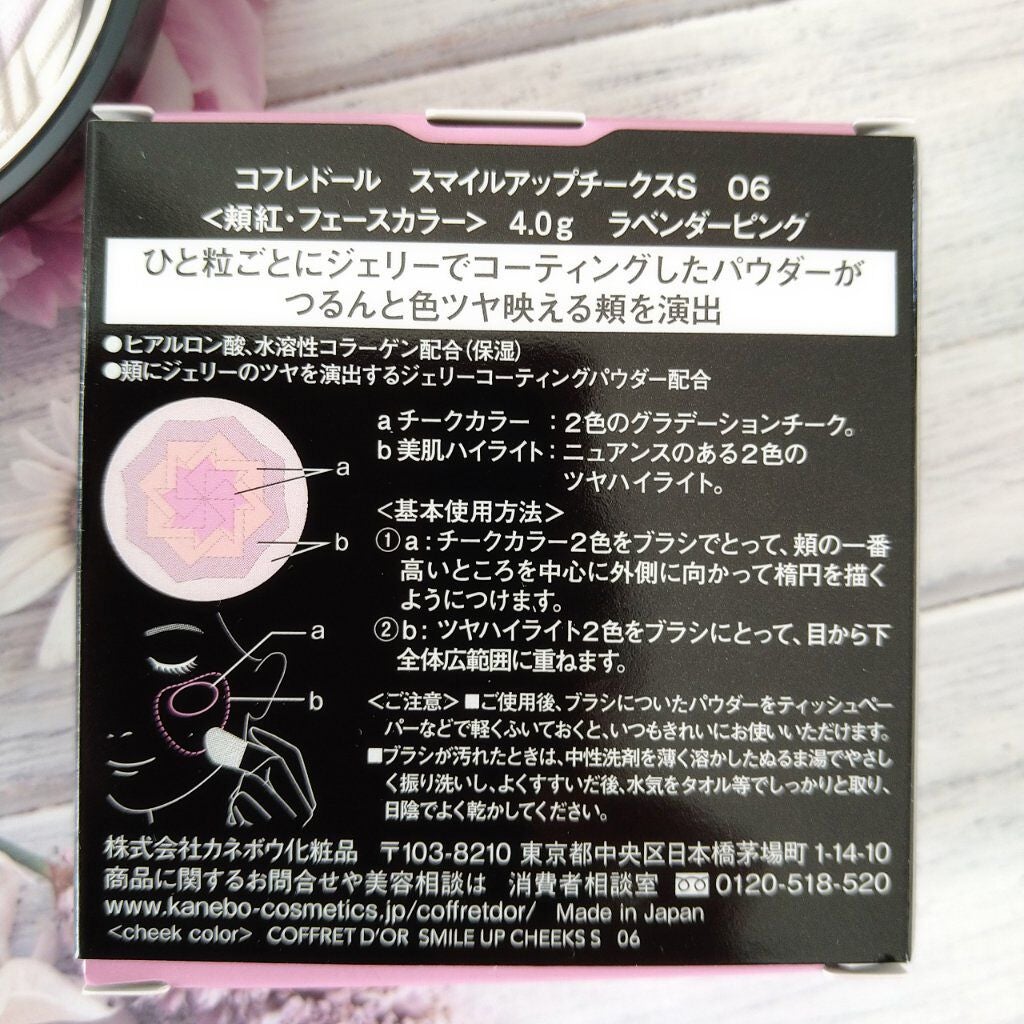 コフレドール スマイルアップチークスS 06
<頬紅・フェースカラー> 4.0g ラベンダーピング
ひと粒ごとにジェリーでコーティングしたパウダーが
つるんと色ツヤ映える頬を演出
●ヒアルロン酸、水溶性コラーゲン配合(保湿)
●頬にジェリーのツヤを演出するジェリーコーティングパウダー配合
a チークカラー : 2色のグラデーションチーク。
b 美肌ハイライト : ニュアンスのある2色の
ツヤハイライト。
a
b
<基本使用方法>
① a : チークカラー2色をブラシでとって、頬の一番
高いところを中心に外側に向かって楕円を描く
ようにつけます。
② b : ツヤハイライト2色をブラシにとって、目から下
全体広範囲に重ねます。
a
b
<ご注意> ■ご使用後、ブラシについたパウダーをティッシュペー
パーなどで軽くふいておくと、いつもきれいにお使いいただけます。
■ブラシが汚れたときは、中性洗剤を薄く溶かしたぬるま湯でやさし
く振り洗いし、よくすすいだ後、水気をタオル等でしっかりと取り、
日陰でよく乾かしてください。
株式会社カネボウ化粧品 〒103-8210 東京都中央区日本橋茅場町 1-14-10
商品に関するお問合せや美容相談は 消費者相談室 0120-518-520
www.kanebo-cosmetics.jp/coffretdor/ Made in Japan
<cheek color> COFFRET D'OR SMILE UP CHEEKS S 06